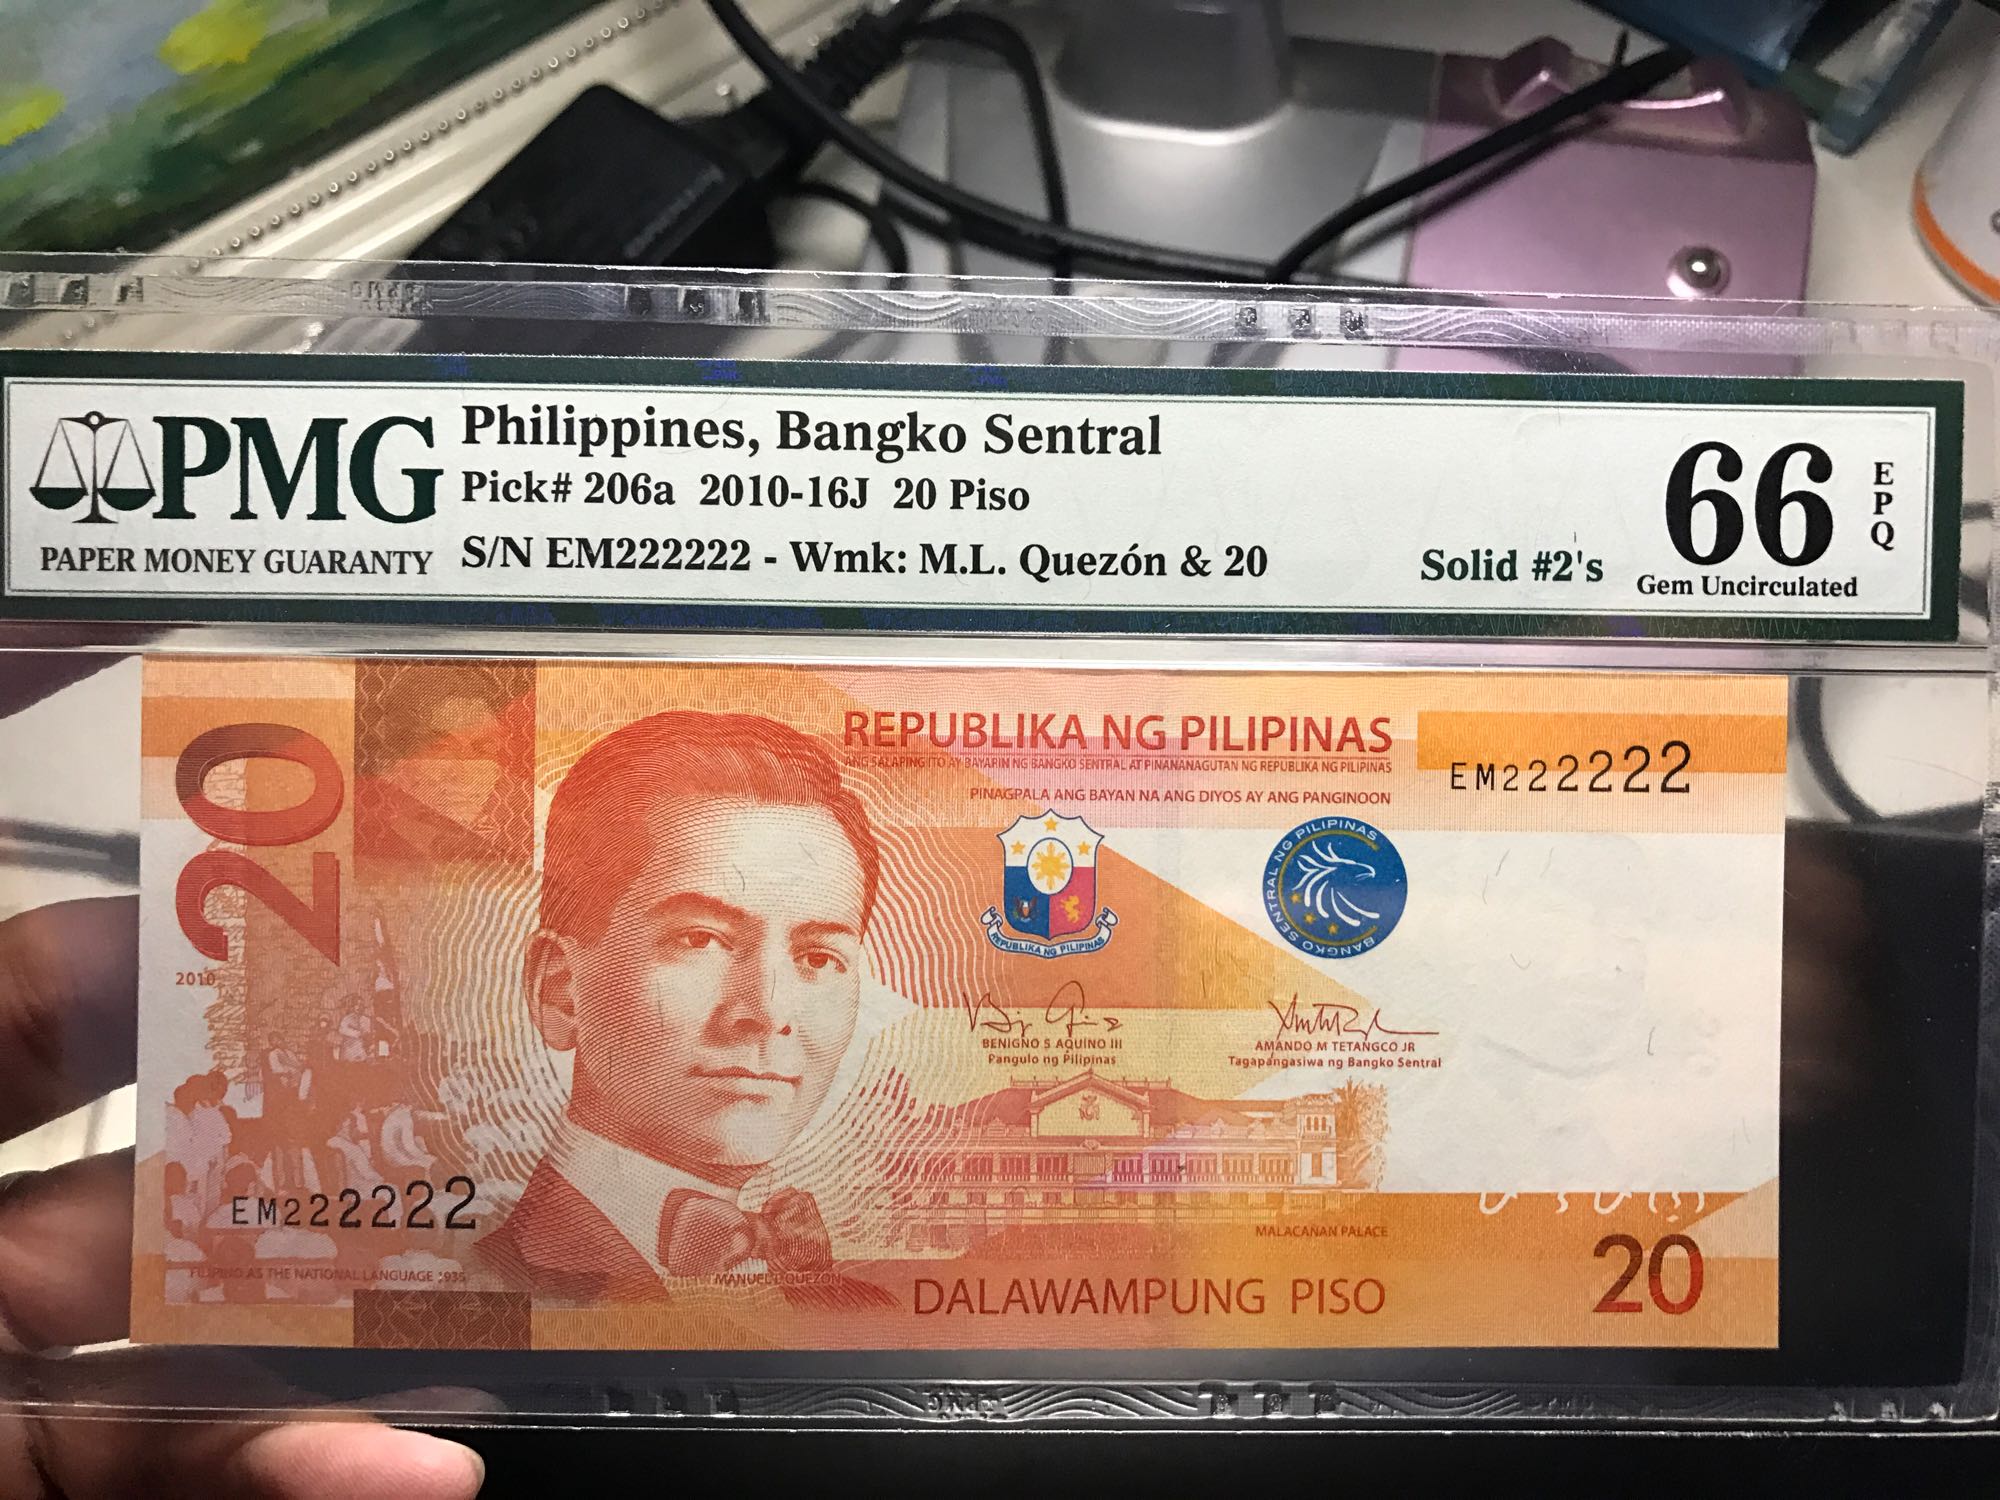 PMG
PAPER MONEY GUARANTY
Philippines, Bangko Sentral
Pick# 206a 2010-16J 20 Piso
S/N EM222222 - Wmk: M.L. Quezón & 20
Solid #2's
66
EPQ
Gem Uncirculated
20
2010
REPUBLIKA NG PILIPINAS
ANG SALAPING ITO AY BAYARIN NG BANGKO SENTRAL AT PINANANAGUTAN NG REPUBLIKA NG PILIPINAS
PINAGPALA ANG BAYAN NA ANG DIYOS AY ANG PANGINOON
EM222222
REPUBLIKA NG PILIPINAS
BANGKO SENTRAL NG PILIPINAS
BENIGNO S AQUINO III
Pangulo ng Pilipinas
AMANDO M TETANGCO JR
Tagapangasiwa ng Bangko Sentral
EM222222
FILIPINO AS THE NATIONAL LANGUAGE 1935
MANUEL L QUEZON
MALACAÑAN PALACE
DALAWAMPUNG PISO
20